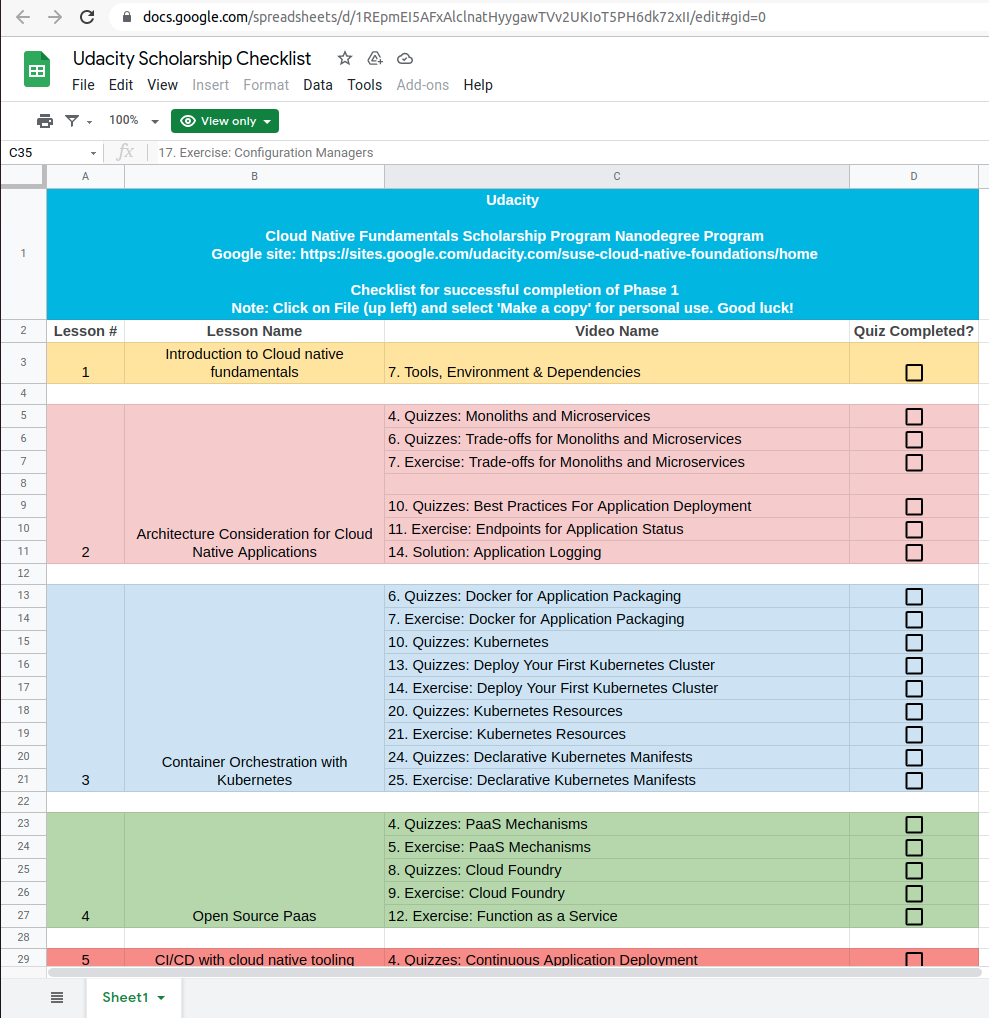 docs.google.com/spreadsheets/d/1REpmEI5AFxAlclnatHyygawTVv2UKIoT5PH6dk72xII/edit#gid=0
Udacity Scholarship Checklist
File Edit View Insert Format Data Tools Add-ons Help
100% View only
C35 fx 17. Exercise: Configuration Managers
A B C D
1
Udacity
Cloud Native Fundamentals Scholarship Program Nanodegree Program
Google site: https://sites.google.com/udacity.com/suse-cloud-native-foundations/home
Checklist for successful completion of Phase 1
Note: Click on File (up left) and select 'Make a copy' for personal use. Good luck!
2 Lesson # Lesson Name Video Name Quiz Completed?
Introduction to Cloud native
3 1 fundamentals 7. Tools, Environment & Dependencies
4
5 4. Quizzes: Monoliths and Microservices
6 6. Quizzes: Trade-offs for Monoliths and Microservices
7 7. Exercise: Trade-offs for Monoliths and Microservices
8
9 10. Quizzes: Best Practices For Application Deployment
10 Architecture Consideration for Cloud 11. Exercise: Endpoints for Application Status
11 2 Native Applications 14. Solution: Application Logging
12
13 6. Quizzes: Docker for Application Packaging
14 7. Exercise: Docker for Application Packaging
15 10. Quizzes: Kubernetes
16 13. Quizzes: Deploy Your First Kubernetes Cluster
17 14. Exercise: Deploy Your First Kubernetes Cluster
18 20. Quizzes: Kubernetes Resources
19 21. Exercise: Kubernetes Resources
20 Container Orchestration with 24. Quizzes: Declarative Kubernetes Manifests
21 3 Kubernetes 25. Exercise: Declarative Kubernetes Manifests
22
23 4. Quizzes: PaaS Mechanisms
24 5. Exercise: PaaS Mechanisms
25 8. Quizzes: Cloud Foundry
26 9. Exercise: Cloud Foundry
27 4 Open Source Paas 12. Exercise: Function as a Service
28
29 5 CI/CD with cloud native tooling 4. Quizzes: Continuous Application Deployment
Sheet1